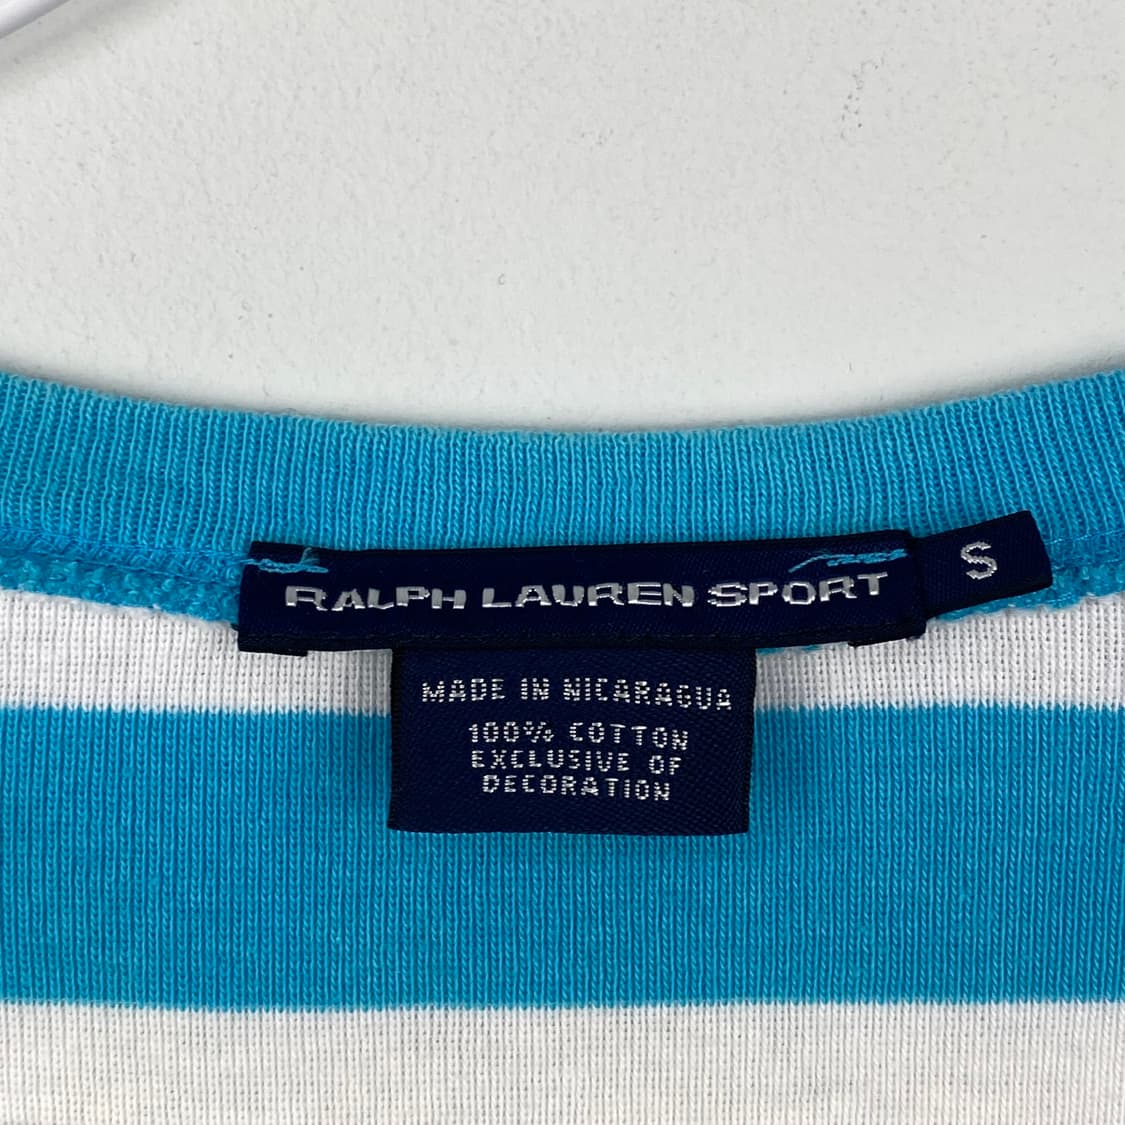 RALPH LAUREN SPORT
S
MADE IN NICARAGUA
100% COTTON
EXCLUSIVE OF
DECORATION